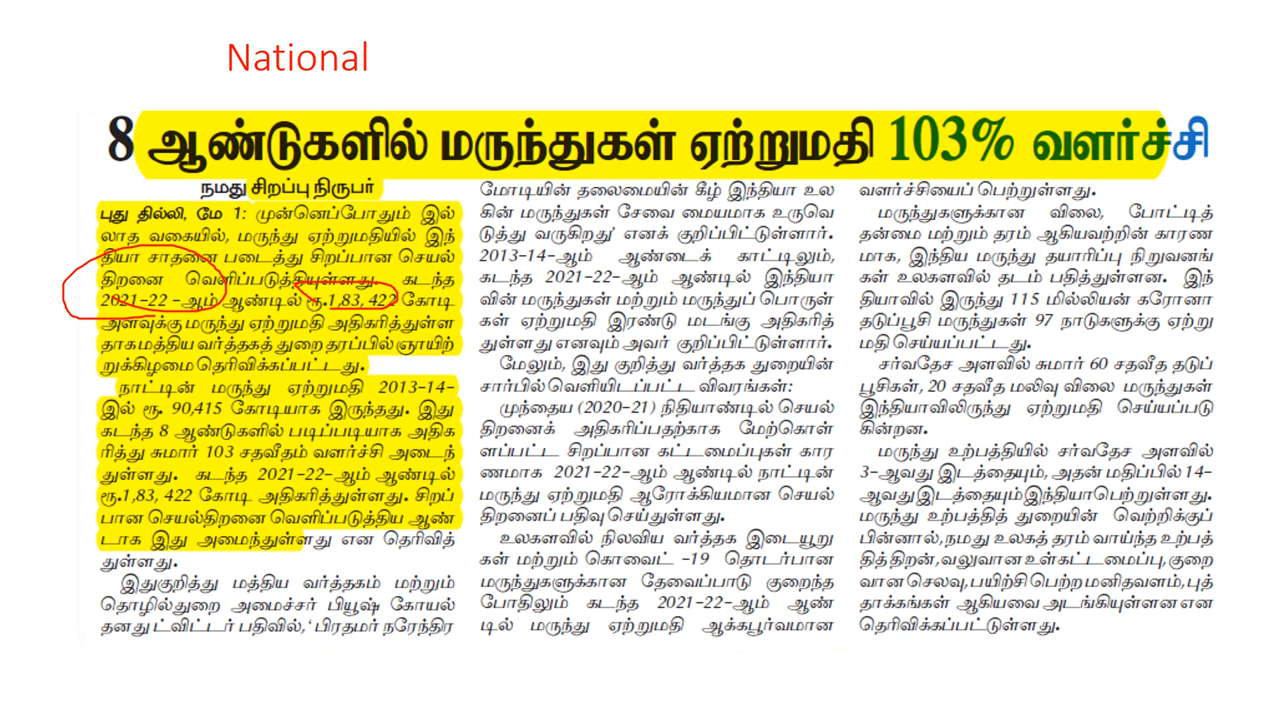 National
8 ஆண்டுகளில் மருந்துகள் ஏற்றுமதி 103% வளர்ச்சி
நமது சிறப்பு நிருபர்
புது தில்லி, மே 1: முன்னெப்போதும் இல்
லாத வகையில், மருந்து ஏற்றுமதியில் இந்
தியா சாதனை படைத்து சிறப்பான செயல்
திறனை வெளிப்படுத்தியுள்ளது. கடந்த
2021-22 -ஆம் ஆண்டில் ரூ.1,83, 422 கோடி
அளவுக்கு மருந்து ஏற்றுமதி அதிகரித்துள்ள
தாக மத்திய வர்த்தகத் துறை தரப்பில் ஞாயிற்
றுக்கிழமை தெரிவிக்கப்பட்டது.
நாட்டின் மருந்து ஏற்றுமதி 2013-14-
இல் ரூ. 90,415 கோடியாக இருந்தது. இது
கடந்த 8 ஆண்டுகளில் படிப்படியாக அதிக
ரித்து சுமார் 103 சதவீதம் வளர்ச்சி அடைந்
துள்ளது. கடந்த 2021-22-ஆம் ஆண்டில்
ரூ.1,83, 422 கோடி அதிகரித்துள்ளது. சிறப்
பான செயல்திறனை வெளிப்படுத்திய ஆண்
டாக இது அமைந்துள்ளது என தெரிவித்
துள்ளது.
இதுகுறித்து மத்திய வர்த்தகம் மற்றும்
தொழில்துறை அமைச்சர் பியூஷ் கோயல்
தனது ட்விட்டர் பதிவில்,' பிரதமர் நரேந்திர
மோடியின் தலைமையின் கீழ் இந்தியா உல
கின் மருந்துகள் சேவை மையமாக உருவெ
டுத்து வருகிறது' எனக் குறிப்பிட்டுள்ளார்.
2013-14-ஆம் ஆண்டைக் காட்டிலும்,
கடந்த 2021-22-ஆம் ஆண்டில் இந்தியா
வின் மருந்துகள் மற்றும் மருந்துப் பொருள்
கள் ஏற்றுமதி இரண்டு மடங்கு அதிகரித்
துள்ளது எனவும் அவர் குறிப்பிட்டுள்ளார்.
மேலும், இது குறித்து வர்த்தக துறையின்
சார்பில் வெளியிடப்பட்ட விவரங்கள்:
முந்தைய (2020-21) நிதியாண்டில் செயல்
திறனைக் அதிகரிப்பதற்காக மேற்கொள்
ளப்பட்ட சிறப்பான கட்டமைப்புகள் கார
ணமாக 2021-22-ஆம் ஆண்டில் நாட்டின்
மருந்து ஏற்றுமதி ஆரோக்கியமான செயல்
திறனைப் பதிவு செய்துள்ளது.
உலகளவில் நிலவிய வர்த்தக இடையூறு
கள் மற்றும் கொவைட் -19 தொடர்பான
மருந்துகளுக்கான தேவைப்பாடு குறைந்த
போதிலும் கடந்த 2021-22-ஆம் ஆண்
டில் மருந்து ஏற்றுமதி ஆக்கபூர்வமான
வளர்ச்சியைப் பெற்றுள்ளது.
மருந்துகளுக்கான விலை, போட்டித்
தன்மை மற்றும் தரம் ஆகியவற்றின் காரண
மாக, இந்திய மருந்து தயாரிப்பு நிறுவனங்
கள் உலகளவில் தடம் பதித்துள்ளன. இந்
தியாவில் இருந்து 115 மில்லியன் கரோனா
தடுப்பூசி மருந்துகள் 97 நாடுகளுக்கு ஏற்று
மதி செய்யப்பட்டது.
சர்வதேச அளவில் சுமார் 60 சதவீத தடுப்
பூசிகள், 20 சதவீத மலிவு விலை மருந்துகள்
இந்தியாவிலிருந்து ஏற்றுமதி செய்யப்படு
கின்றன.
மருந்து உற்பத்தியில் சர்வதேச அளவில்
3-ஆவது இடத்தையும், அதன் மதிப்பில் 14-
ஆவது இடத்தையும் இந்தியா பெற்றுள்ளது.
மருந்து உற்பத்தித் துறையின் வெற்றிக்குப்
பின்னால், நமது உலகத் தரம் வாய்ந்த உற்பத்
தித்திறன், வலுவான உள்கட்டமைப்பு, குறை
வான செலவு, பயிற்சி பெற்ற மனிதவளம், புத்
தாக்கங்கள் ஆகியவை அடங்கியுள்ளன என
தெரிவிக்கப்பட்டுள்ளது.